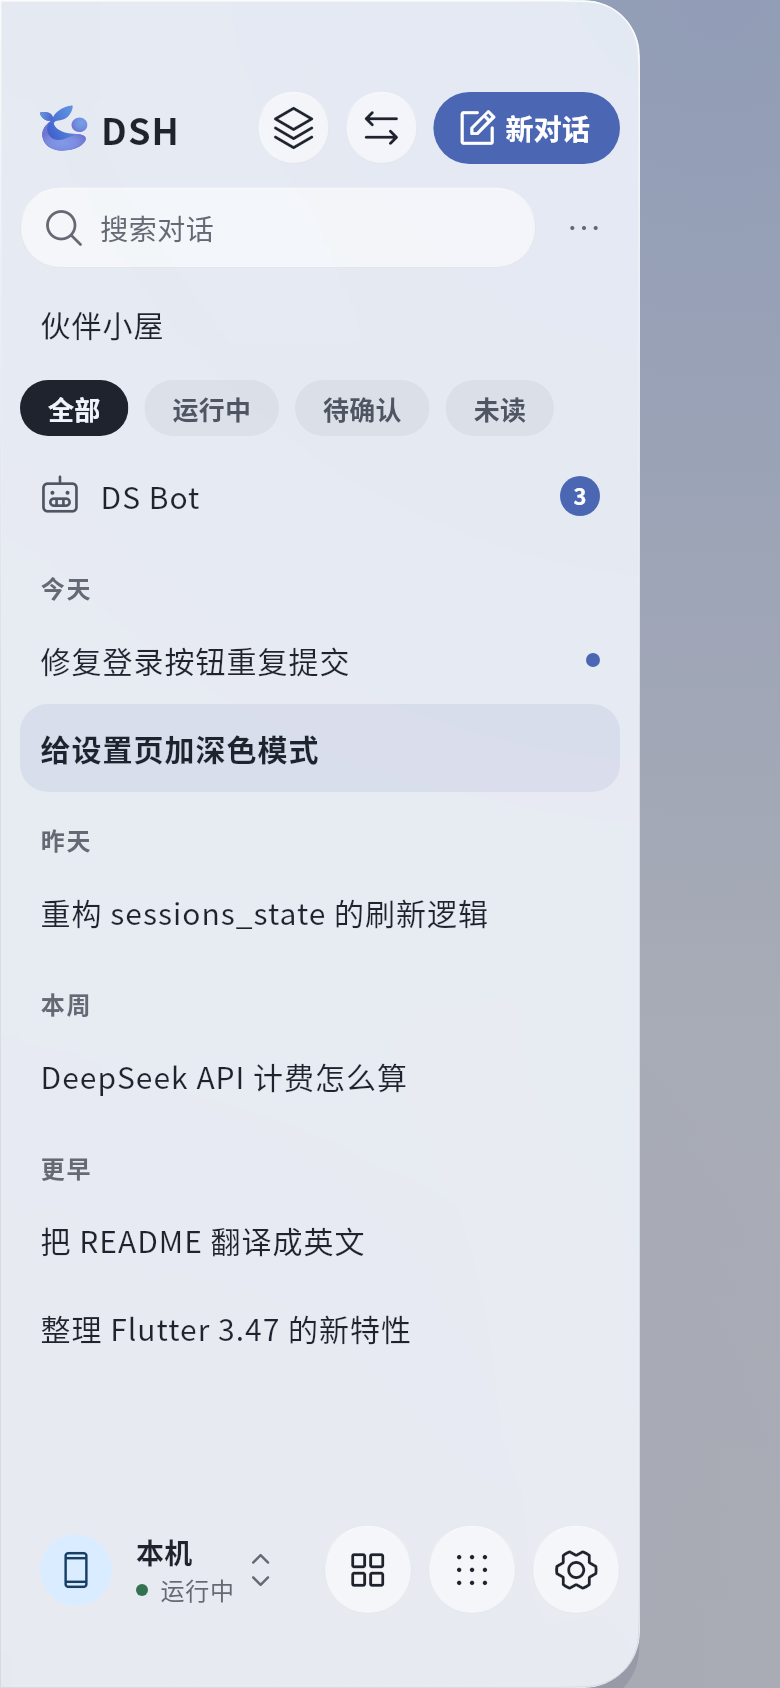 DSH
新对话
搜索对话
伙伴小屋
全部 运行中 待确认 未读
DS Bot 3
今天
修复登录按钮重复提交
给设置页加深色模式
昨天
重构 sessions_state 的刷新逻辑
本周
DeepSeek API 计费怎么算
更早
把 README 翻译成英文
整理 Flutter 3.47 的新特性
本机
运行中